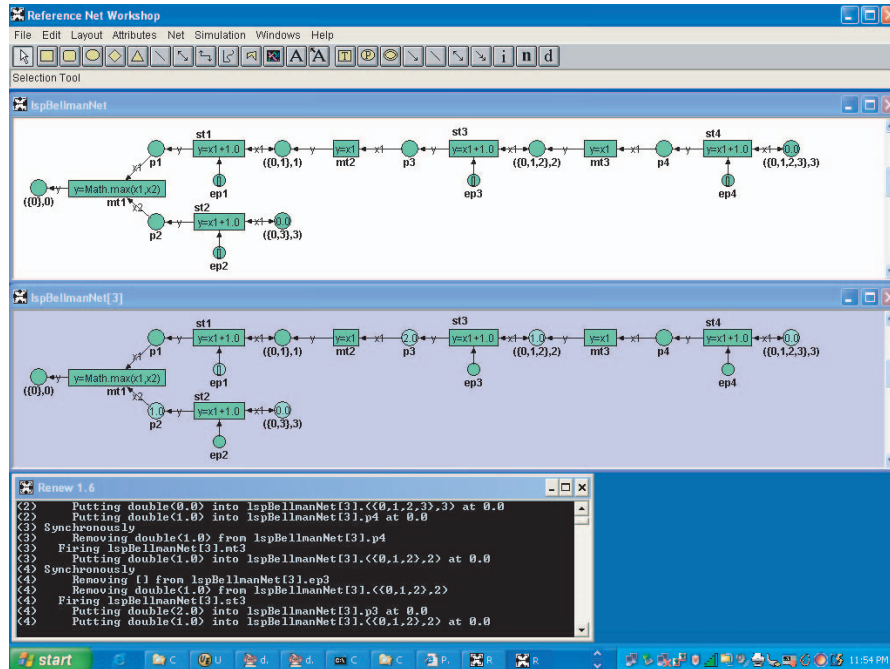 Reference Net Workshop
File Edit Layout Attributes Net Simulation Windows Help
A A T P i n d
Selection Tool
lspBellmanNet
st1 st3 st4
y y=x1+1.0 x1 y y=x1 x1 y y=x1+1.0 x1 y y=x1 x1 y y=x1+1.0 x1 0.0
p1 ({0,1},1) mt2 p3 ({0,1,2},2) mt3 p4 ({0,1,2,3},3)
x1
[] [] []
y y=Math.max(x1,x2) ep1 ep3 ep4
({0},0) mt1 x2 st2
y y=x1+1.0 x1 0.0
p2 ({0,3},3)
[]
ep2
lspBellmanNet[3]
st1 st3 st4
y y=x1+1.0 x1 y y=x1 x1 2.0 y y=x1+1.0 x1 1.0 y y=x1 x1 y y=x1+1.0 x1 0.0
p1 ({0,1},1) mt2 p3 ({0,1,2},2) mt3 p4 ({0,1,2,3},3)
x1
[]
y y=Math.max(x1,x2) ep1 ep3 ep4
({0},0) mt1 x2 st2
1.0 y y=x1+1.0 x1 0.0
p2 ({0,3},3)
ep2
Renew 1.6
(2) Putting double(0.0) into lspBellmanNet[3].({0,1,2,3},3) at 0.0
(2) Putting double(1.0) into lspBellmanNet[3].p4 at 0.0
(3) Synchronously
(3) Removing double(1.0) from lspBellmanNet[3].p4
(3) Firing lspBellmanNet[3].mt3
(3) Putting double(1.0) into lspBellmanNet[3].({0,1,2},2) at 0.0
(4) Synchronously
(4) Removing [] from lspBellmanNet[3].ep3
(4) Removing double(1.0) from lspBellmanNet[3].({0,1,2},2)
(4) Firing lspBellmanNet[3].st3
(4) Putting double(2.0) into lspBellmanNet[3].p3 at 0.0
(4) Putting double(1.0) into lspBellmanNet[3].({0,1,2},2) at 0.0
start C U d. d. C C P. R R 11:54 PM